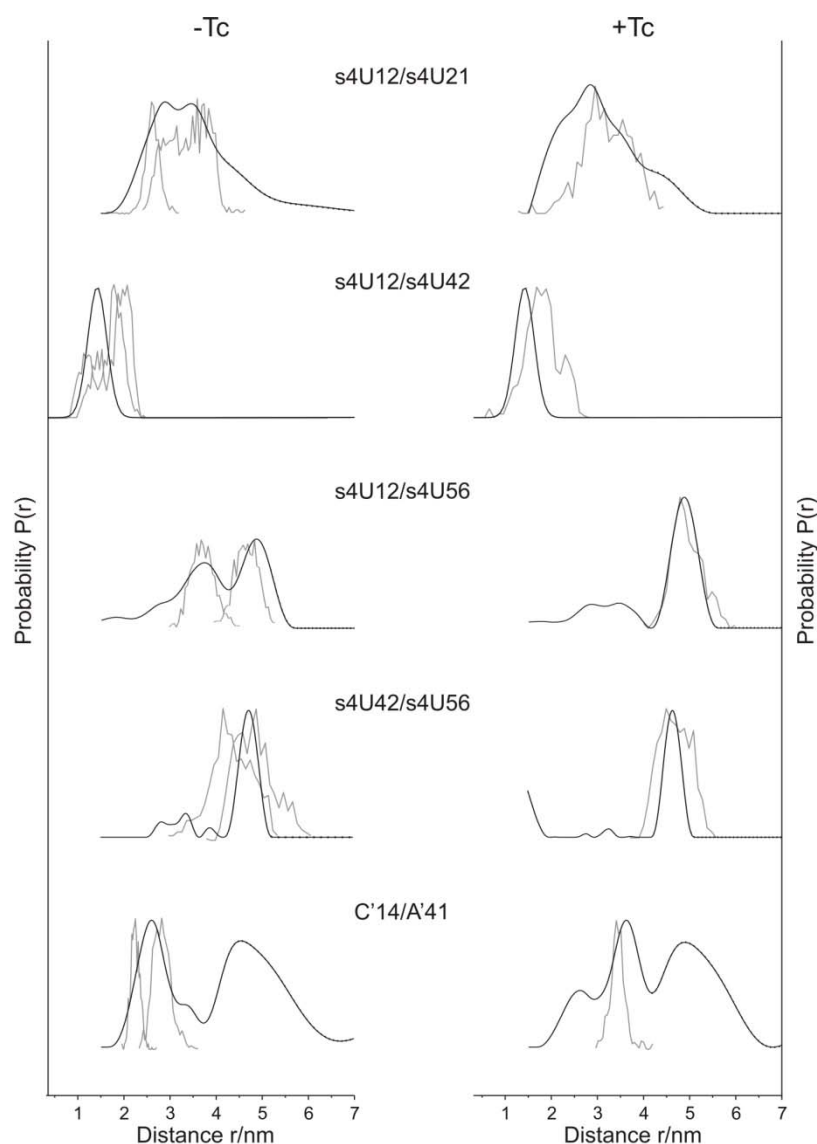 -Tc +Tc
s4U12/s4U21
s4U12/s4U42
s4U12/s4U56
s4U42/s4U56
C'14/A'41
Probability P(r)
Probability P(r)
1 2 3 4 5 6 7
1 2 3 4 5 6 7
Distance r/nm
Distance r/nm